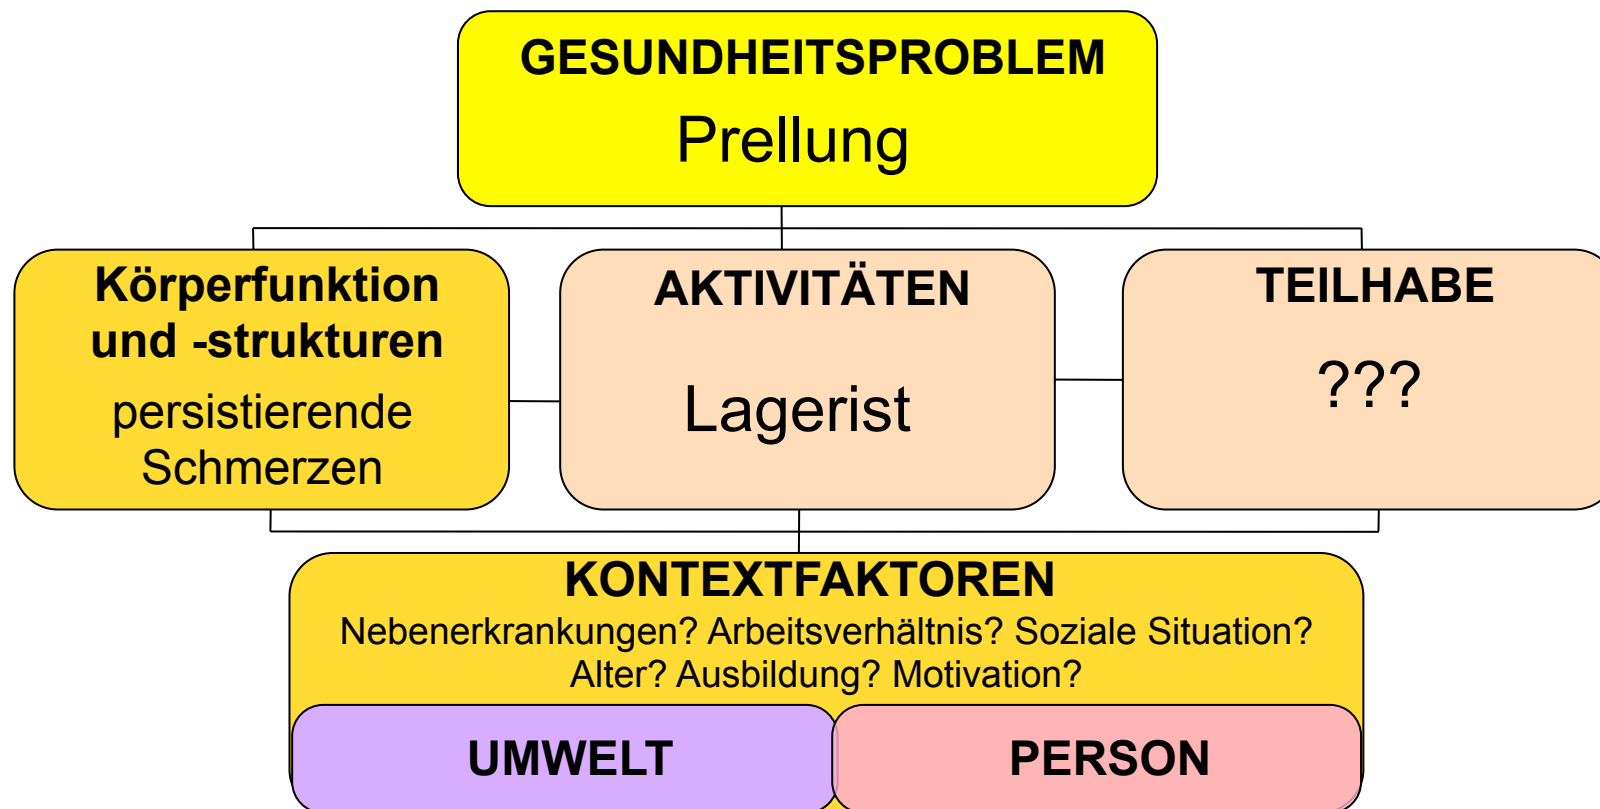 GESUNDHEITSPROBLEM
Prellung
Körperfunktion
und -strukturen
persistierende
Schmerzen
AKTIVITÄTEN
Lagerist
TEILHABE
???
KONTEXTFAKTOREN
Nebenerkrankungen? Arbeitsverhältnis? Soziale Situation?
Alter? Ausbildung? Motivation?
UMWELT
PERSON